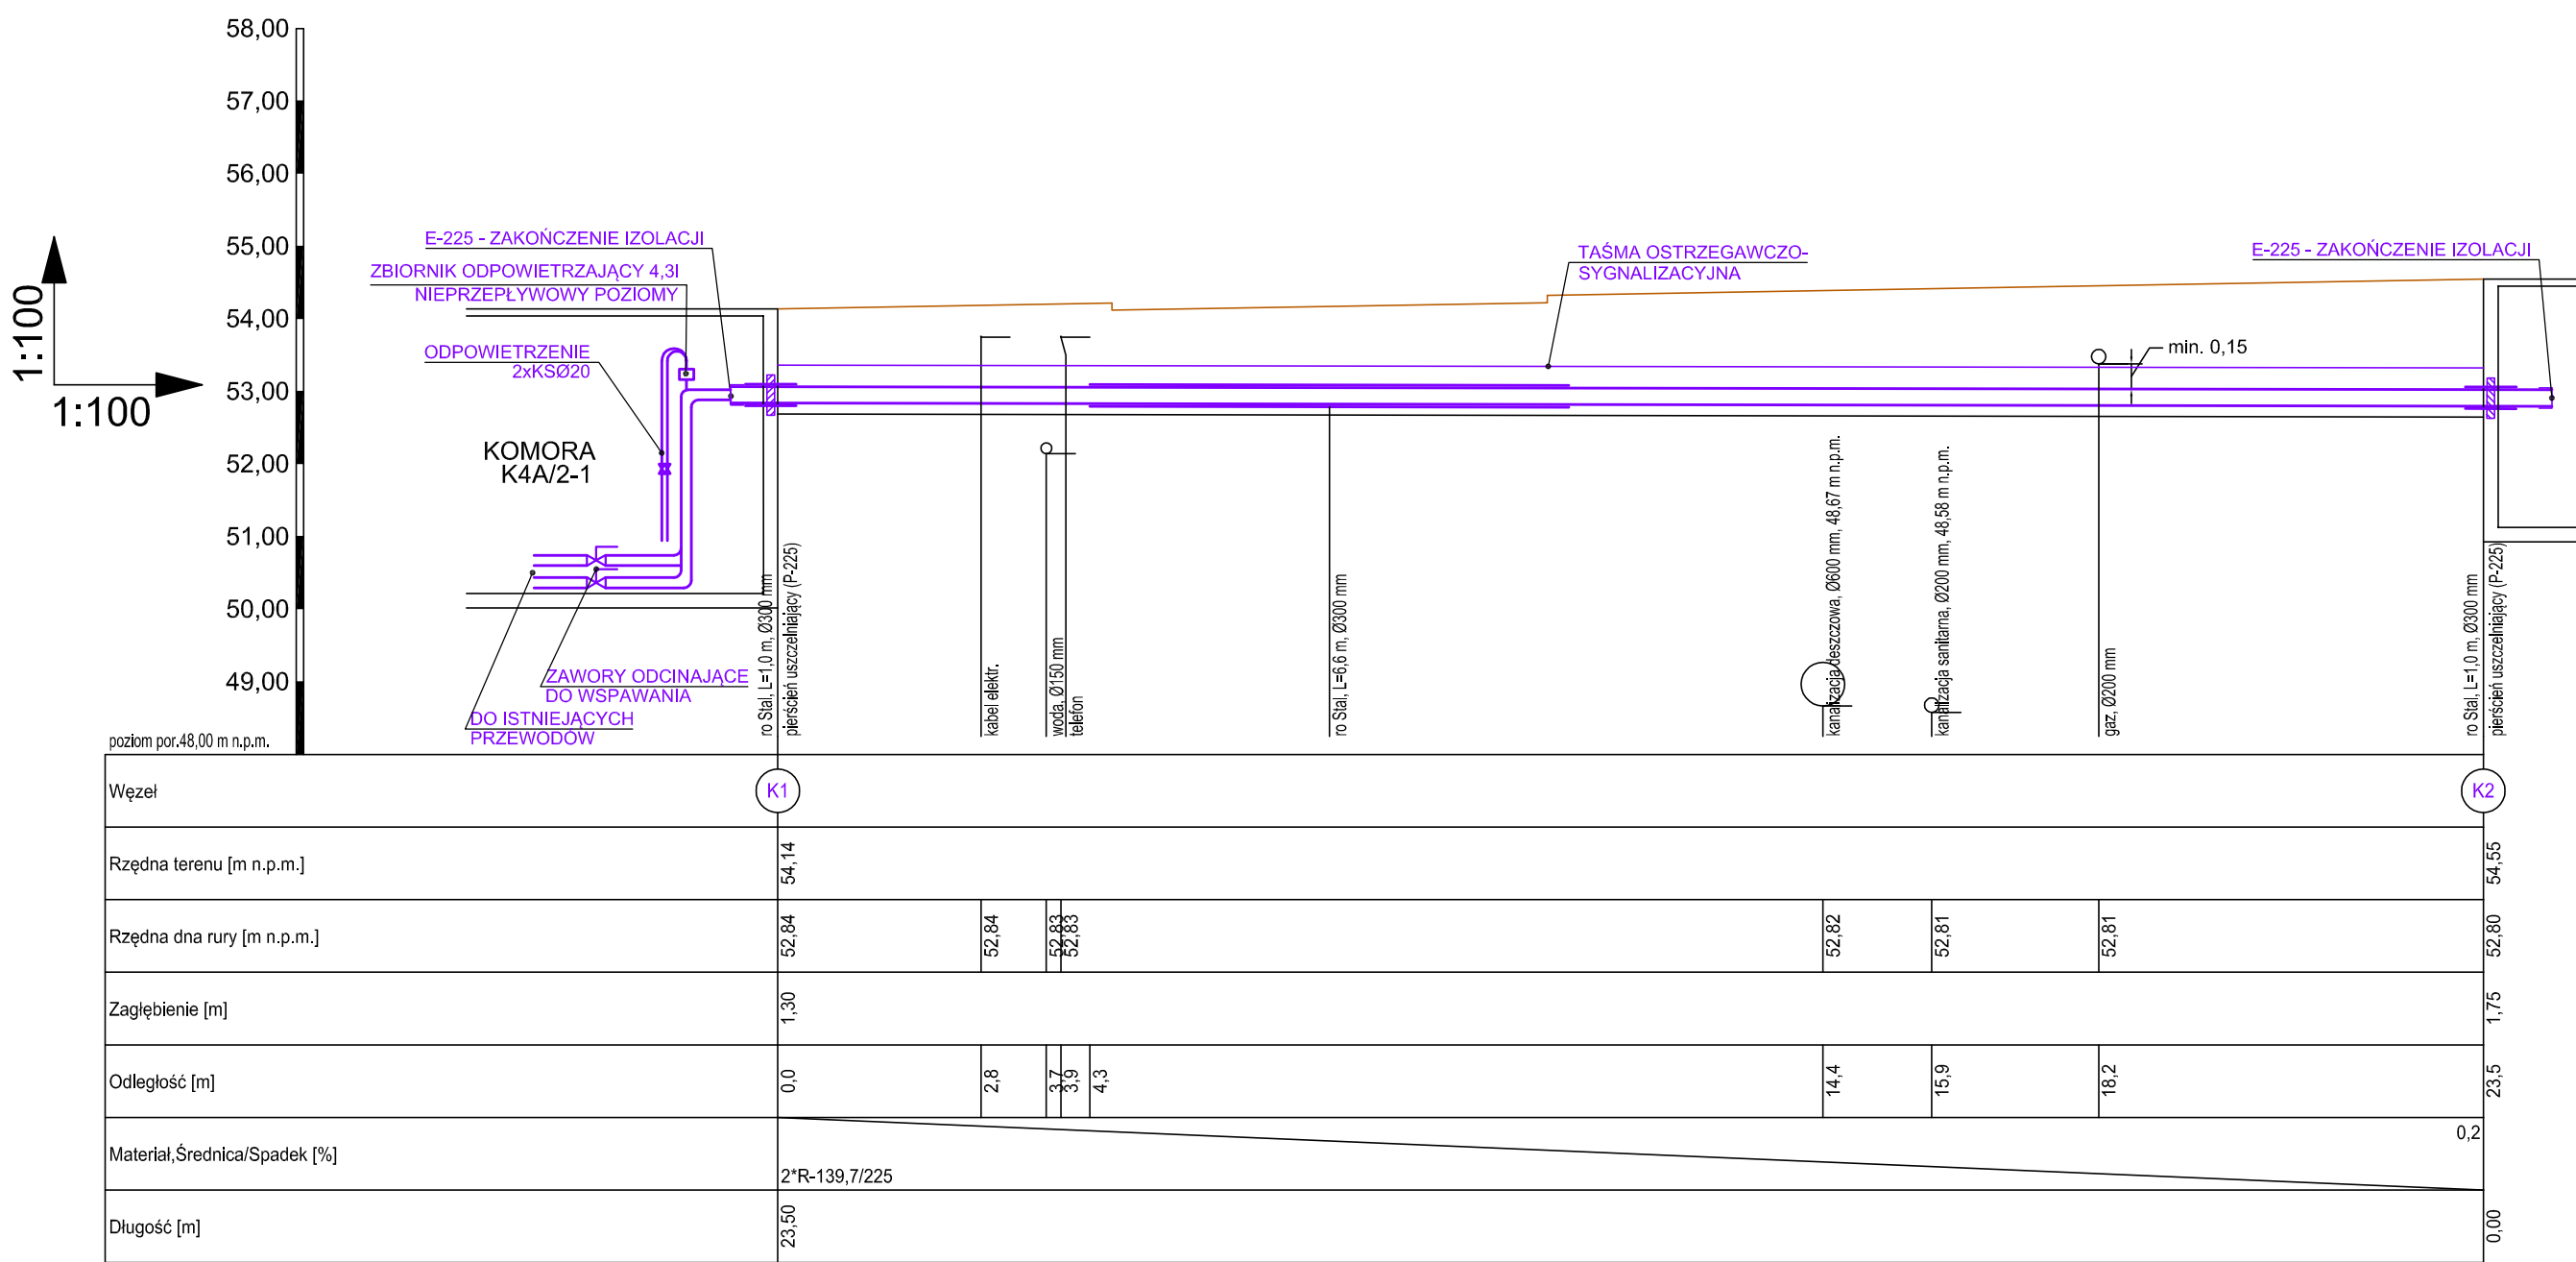 58,00
57,00
56,00
55,00
54,00
53,00
52,00
51,00
50,00
49,00
1:100
1:100
E-225 - ZAKOŃCZENIE IZOLACJI
ZBIORNIK ODPOWIETRZAJĄCY 4,3l
NIEPRZEPŁYWOWY POZIOMY
ODPOWIETRZENIE
2xKSØ20
KOMORA
K4A/2-1
ZAWORY ODCINAJĄCE
DO WSPAWANIA
DO ISTNIEJĄCYCH
PRZEWODÓW
TAŚMA OSTRZEGAWCZO-
SYGNALIZACYJNA
E-225 - ZAKOŃCZENIE IZOLACJI
min. 0,15
ro Stal, L=1,0 m, Ø300 mm
pierścień uszczelniający (P-225)
kabel elektr.
woda, Ø150 mm
telefon
ro Stal, L=6,6 m, Ø300 mm
kanalizacja deszczowa, Ø600 mm, 48,67 m n.p.m.
kanalizacja sanitarna, Ø200 mm, 48,58 m n.p.m.
gaz, Ø200 mm
ro Stal, L=1,0 m, Ø300 mm
pierścień uszczelniający (P-225)
poziom por.48,00 m n.p.m.
Węzeł K1 K2
Rzędna terenu [m n.p.m.] 54,14 54,55
Rzędna dna rury [m n.p.m.] 52,84 52,84 52,83 52,83 52,82 52,81 52,81 52,80
Zagłębienie [m] 1,30 1,75
Odległość [m] 0,0 2,8 3,7 3,9 4,3 14,4 15,9 18,2 23,5
Materiał,Średnica/Spadek [%] 2*R-139,7/225 0,2
Długość [m] 23,50 0,00